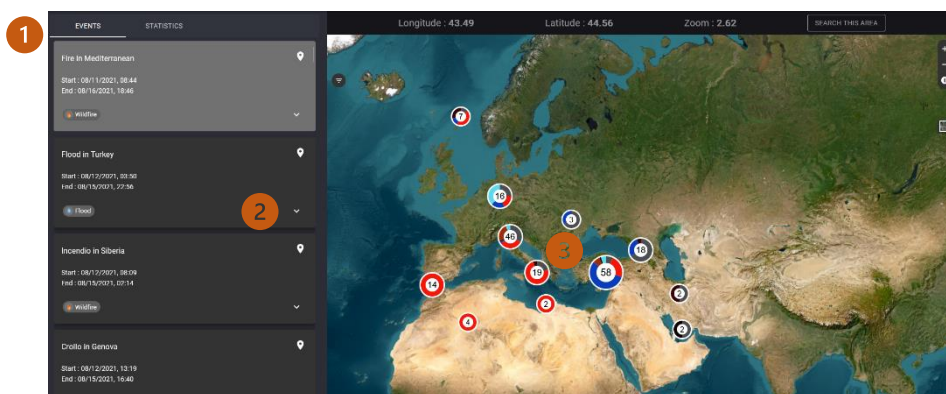 1
EVENTS
STATISTICS
Longitude : 43.49
Latitude : 44.56
Zoom : 2.62
SEARCH THIS AREA
Fire in Mediterranean
Start : 08/11/2021, 08:44
End : 08/16/2021, 18:46
Wildfire
Flood in Turkey
Start : 08/12/2021, 03:50
End : 08/15/2021, 22:56
Flood
2
Incendio in Siberia
Start : 08/12/2021, 08:09
End : 08/15/2021, 02:14
Wildfire
Crollo in Genova
Start : 08/12/2021, 13:19
End : 08/15/2021, 16:40
7
16
3
46
3
18
19
58
14
2
2
4
2